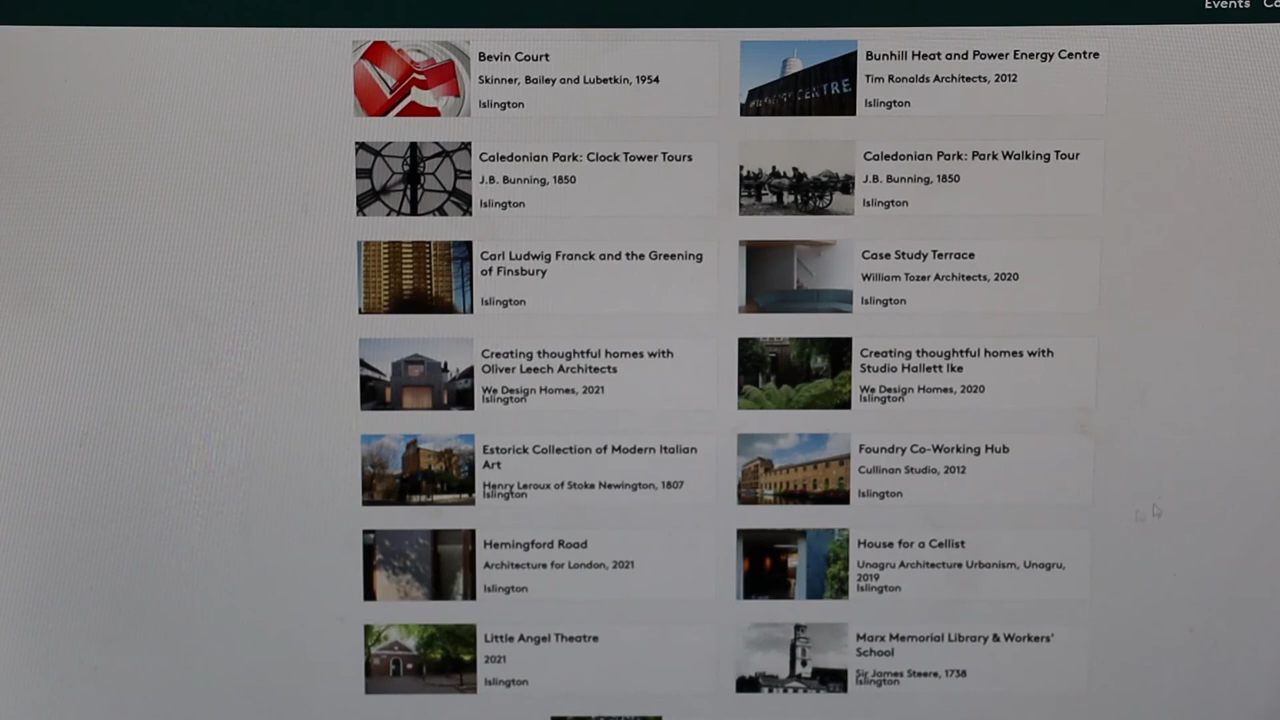 Events
Bevin Court
Skinner, Bailey and Lubetkin, 1954
Islington
Bunhill Heat and Power Energy Centre
Tim Ronalds Architects, 2012
Islington
CENTRE
Caledonian Park: Clock Tower Tours
J.B. Bunning, 1850
Islington
Caledonian Park: Park Walking Tour
J.B. Bunning, 1850
Islington
Carl Ludwig Franck and the Greening
of Finsbury
Islington
Case Study Terrace
William Tozer Architects, 2020
Islington
Creating thoughtful homes with
Oliver Leech Architects
We Design Homes, 2021
Islington
Creating thoughtful homes with
Studio Hallett Ike
We Design Homes, 2020
Islington
Estorick Collection of Modern Italian
Art
Henry Leroux of Stoke Newington, 1807
Islington
Foundry Co-Working Hub
Cullinan Studio, 2012
Islington
Hemingford Road
Architecture for London, 2021
Islington
House for a Cellist
Unagru Architecture Urbanism, Unagru,
2019
Islington
Little Angel Theatre
2021
Islington
Marx Memorial Library & Workers'
School
Sir James Steere, 1738
Islington